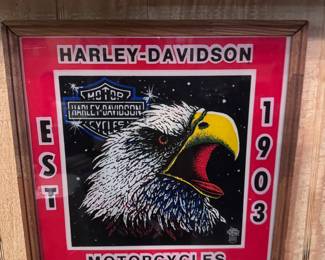 HARLEY-DAVIDSON
MOTOR
HARLEY-DAVIDSON
CYCLES
EST
1903
MOTORCYCLES